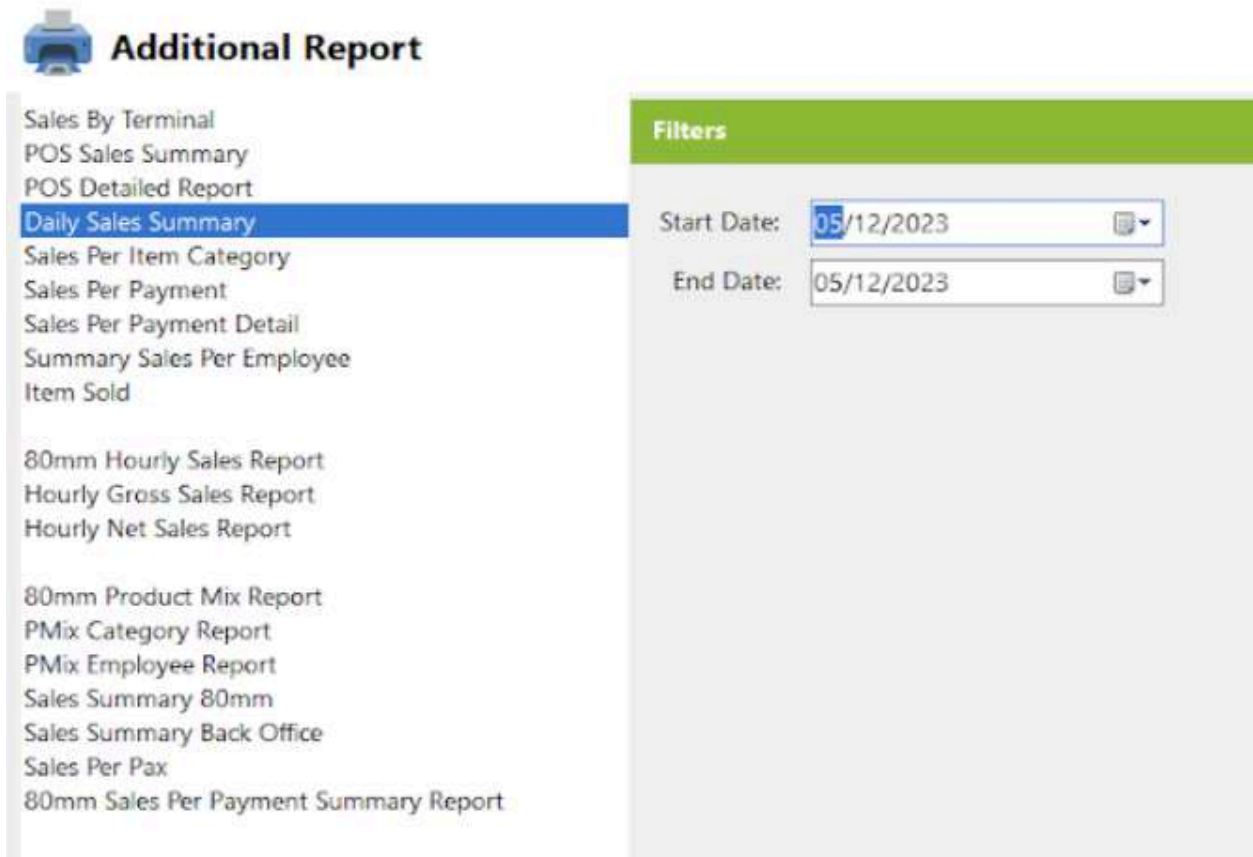 Additional Report
Sales By Terminal
POS Sales Summary
POS Detailed Report
Daily Sales Summary
Sales Per Item Category
Sales Per Payment
Sales Per Payment Detail
Summary Sales Per Employee
Item Sold
80mm Hourly Sales Report
Hourly Gross Sales Report
Hourly Net Sales Report
80mm Product Mix Report
PMix Category Report
PMix Employee Report
Sales Summary 80mm
Sales Summary Back Office
Sales Per Pax
80mm Sales Per Payment Summary Report
Filters
Start Date: 05/12/2023
End Date: 05/12/2023